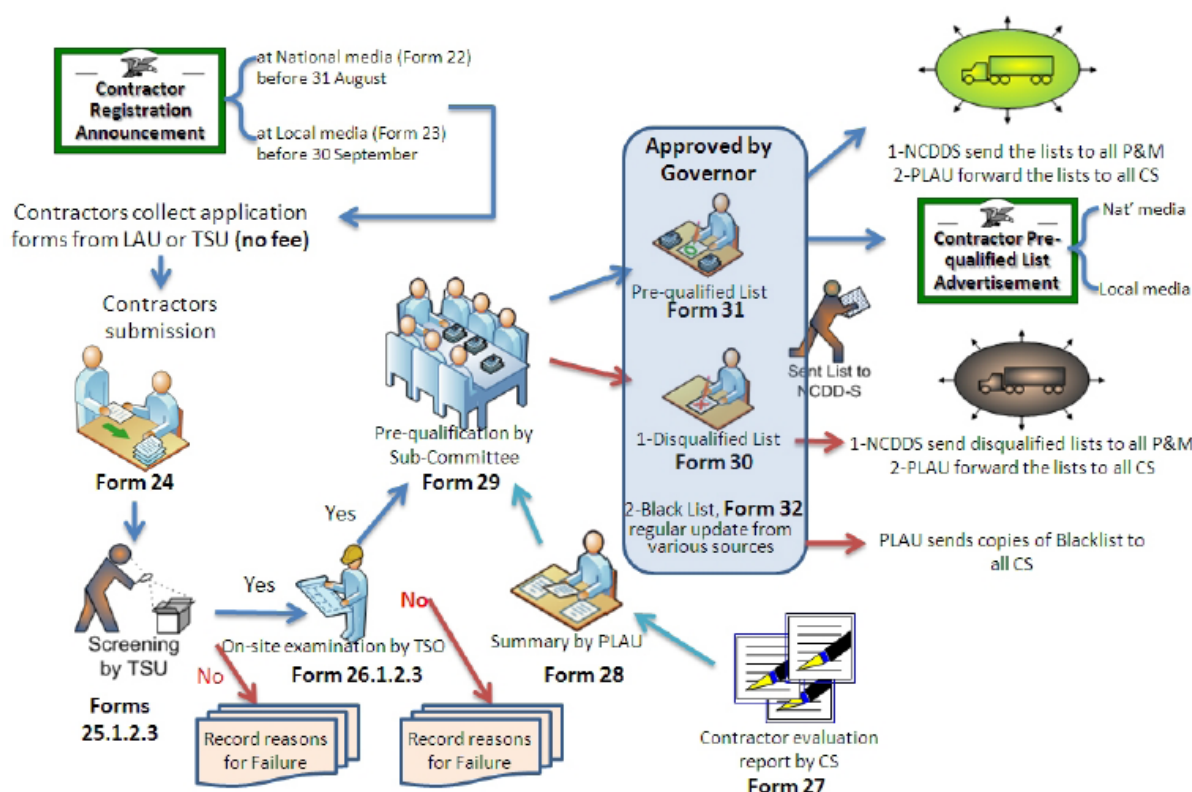 Contractor
Registration
Announcement
at National media (Form 22)
before 31 August
at Local media (Form 23)
before 30 September
Contractors collect application
forms from LAU or TSU (no fee)
Contractors
submission
Form 24
Screening
by TSU
Forms
25.1.2.3
Yes
No
Record reasons
for Failure
On-site examination by TSO
Form 26.1.2.3
Yes
No
Record reasons
for Failure
Pre-qualification by
Sub-Committee
Form 29
Summary by PLAU
Form 28
Contractor evaluation
report by CS
Form 27
Approved by
Governor
Pre-qualified List
Form 31
1-Disqualified List
Form 30
2-Black List, Form 32
regular update from
various sources
Sent List to
NCDD-S
1-NCDDS send the lists to all P&M
2-PLAU forward the lists to all CS
Contractor Pre-
qualified List
Advertisement
Nat' media
Local media
1-NCDDS send disqualified lists to all P&M
2-PLAU forward the lists to all CS
PLAU sends copies of Blacklist to
all CS